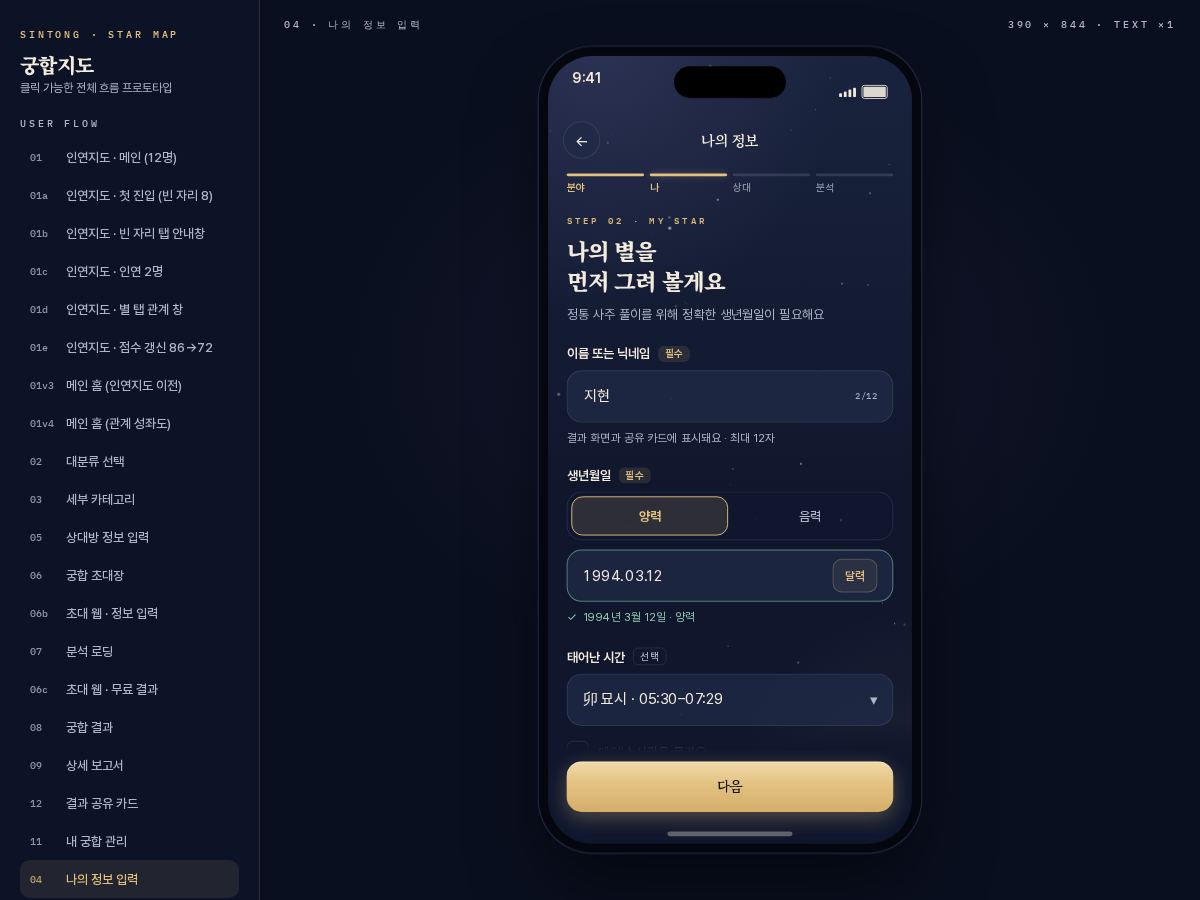 SINTONG · STAR MAP
궁합지도
클릭 가능한 전체 흐름 프로토타입
USER FLOW
01 인연지도 · 메인 (12명)
01a 인연지도 · 첫 진입 (빈 자리 8)
01b 인연지도 · 빈 자리 탭 안내창
01c 인연지도 · 인연 2명
01d 인연지도 · 별 탭 관계 창
01e 인연지도 · 점수 갱신 86→72
01v3 메인 홈 (인연지도 이전)
01v4 메인 홈 (관계 성좌도)
02 대분류 선택
03 세부 카테고리
05 상대방 정보 입력
06 궁합 초대장
06b 초대 웹 · 정보 입력
07 분석 로딩
06c 초대 웹 · 무료 결과
08 궁합 결과
09 상세 보고서
12 결과 공유 카드
11 내 궁합 관리
04 나의 정보 입력
04 · 나의 정보 입력
390 × 844 · TEXT ×1
9:41
← 나의 정보
분야 나 상대 분석
STEP 02 · MY STAR
나의 별을
먼저 그려 볼게요
정통 사주 풀이를 위해 정확한 생년월일이 필요해요
이름 또는 닉네임 필수
지현 2/12
결과 화면과 공유 카드에 표시돼요 · 최대 12자
생년월일 필수
양력 음력
1994.03.12 달력
✓ 1994년 3월 12일 · 양력
태어난 시간 선택
卯 묘시 · 05:30–07:29 ▾
다음